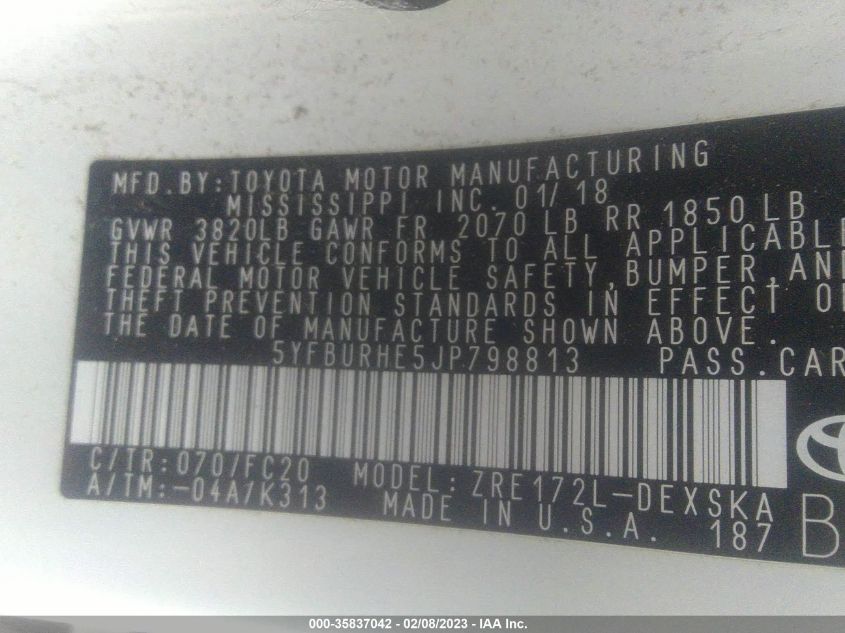 MFD.BY:TOYOTA MOTOR MANUFACTURING
MISSISSIPPI INC. 01/18
GVWR 3820LB GAWR FR 2070 LB RR 1850 LB
THIS VEHICLE CONFORMS TO ALL APPLICABLE
FEDERAL MOTOR VEHICLE SAFETY,BUMPER,AND
THEFT PREVENTION STANDARDS IN EFFECT O
THE DATE OF MANUFACTURE SHOWN ABOVE.
5YFBURHE5JP798813 PASS.CAR
C/TR:070/FC20 MODEL:ZRE172L-DEXSKA
A/TM:-04A/K313 MADE IN U.S.A. 187
B
000-35837042 - 02/08/2023 - IAA Inc.